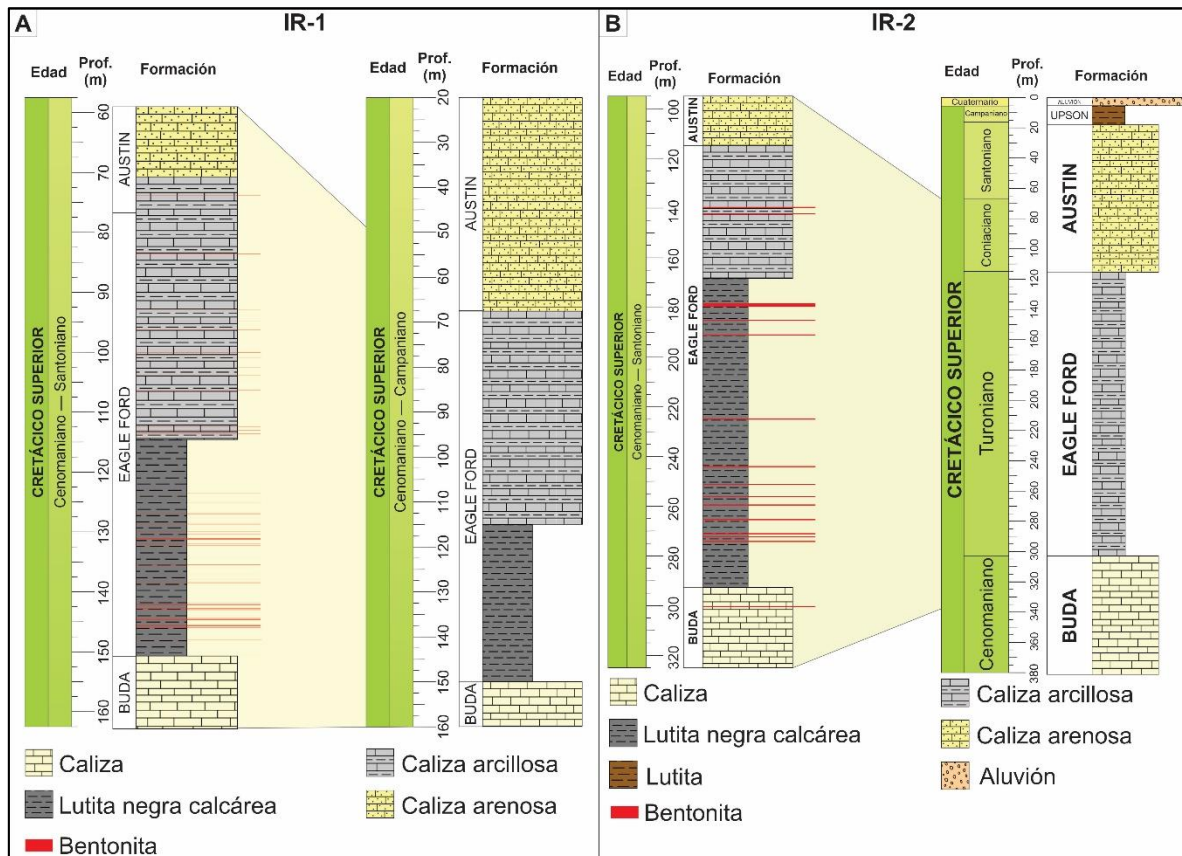 A
IR-1
Edad
Prof.
(m)
Formación
CRETÁCICO SUPERIOR
Cenomaniano — Santoniano
60
70
80
90
100
110
120
130
140
150
160
AUSTIN
EAGLE FORD
BUDA
Edad
Prof.
(m)
Formación
CRETÁCICO SUPERIOR
Cenomaniano — Campaniano
20
30
40
50
60
70
80
90
100
110
120
130
140
150
160
AUSTIN
EAGLE FORD
BUDA
Caliza
Caliza arcillosa
Lutita negra calcárea
Caliza arenosa
Bentonita
B
IR-2
Edad
Prof.
(m)
Formación
CRETÁCICO SUPERIOR
Cenomaniano — Santoniano
100
120
140
160
180
200
220
240
260
280
300
320
AUSTIN
EAGLE FORD
BUDA
Edad
Prof.
(m)
Formación
Cuaternario
Campaniano
Santoniano
Coniaciano
Turoniano
Cenomaniano
CRETÁCICO SUPERIOR
0
20
40
60
80
100
120
140
160
180
200
220
240
260
280
300
320
340
360
380
ALUVIÓN
UPSON
AUSTIN
EAGLE FORD
BUDA
Caliza
Caliza arcillosa
Lutita negra calcárea
Caliza arenosa
Lutita
Aluvión
Bentonita